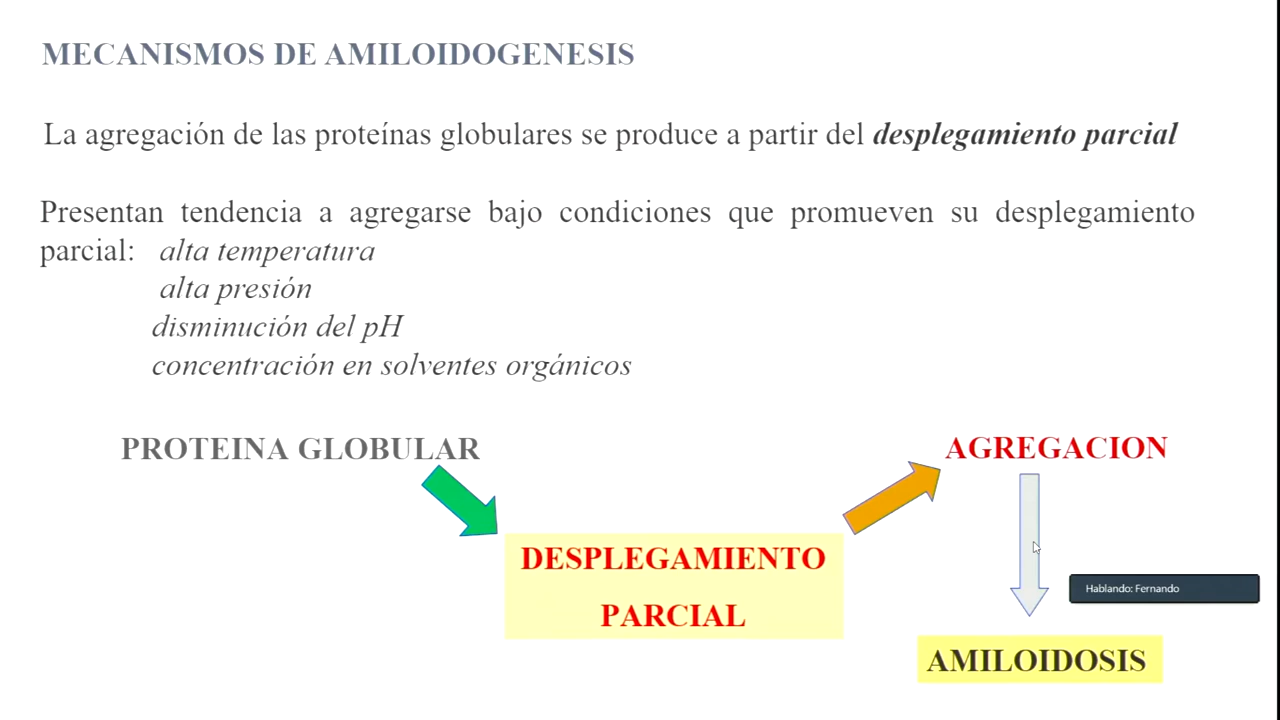 MECANISMOS DE AMILOIDOGENESIS
La agregación de las proteínas globulares se produce a partir del desplegamiento parcial
Presentan tendencia a agregarse bajo condiciones que promueven su desplegamiento
parcial: alta temperatura
alta presión
disminución del pH
concentración en solventes orgánicos
PROTEINA GLOBULAR
AGREGACION
DESPLEGAMIENTO
PARCIAL
Hablando: Fernando
AMILOIDOSIS